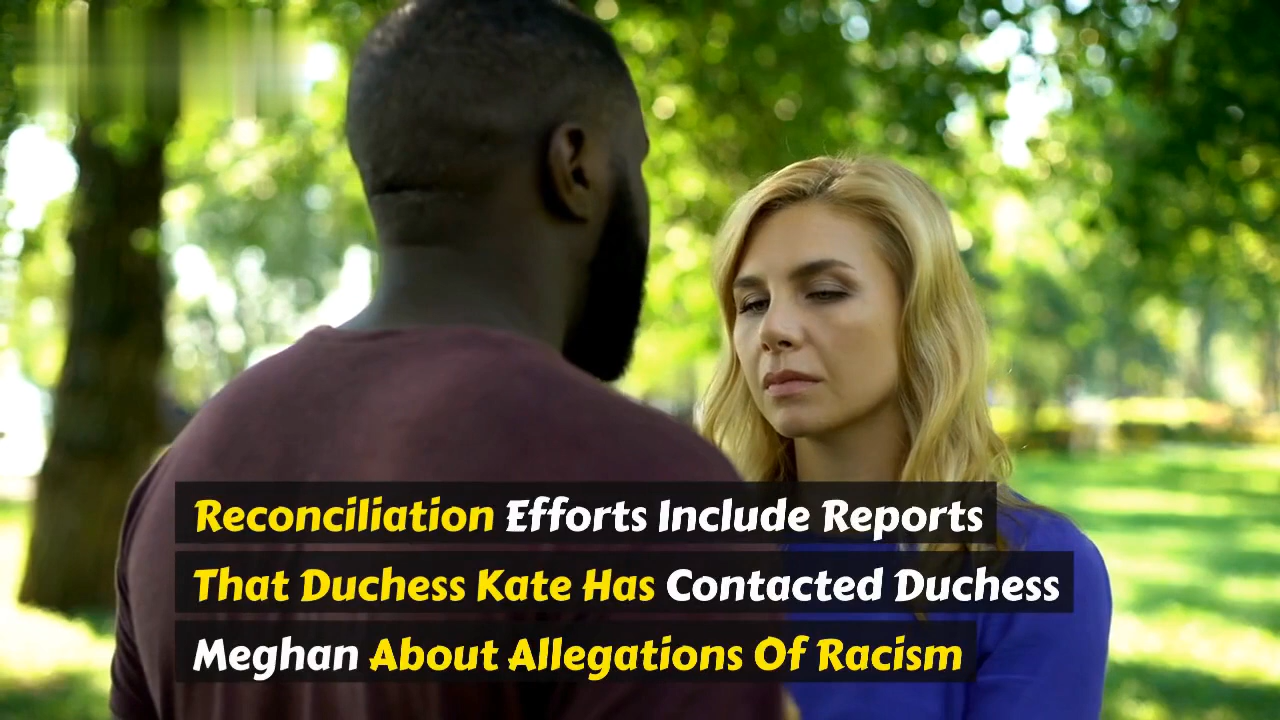 Reconciliation Efforts Include Reports
That Duchess Kate Has Contacted Duchess
Meghan About Allegations Of Racism